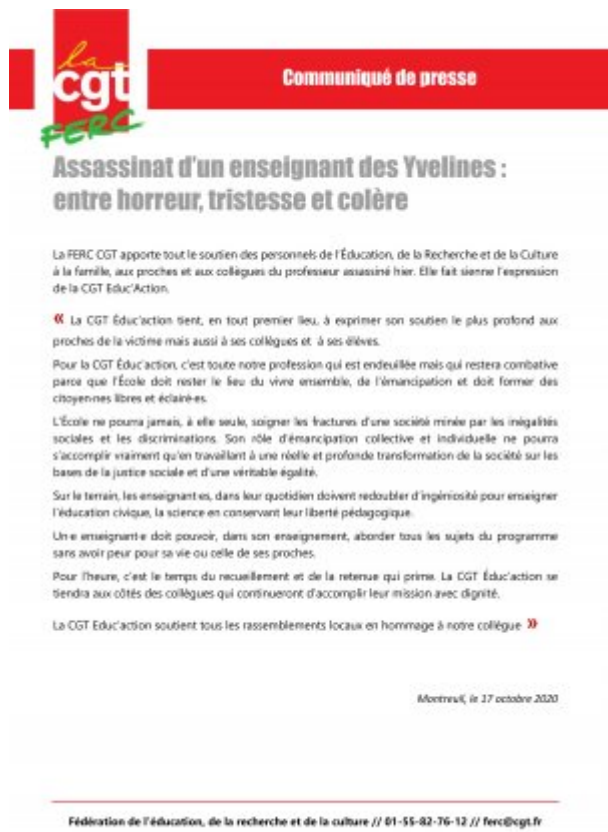 la
cgt
FERC
Communiqué de presse
Assassinat d'un enseignant des Yvelines :
entre horreur, tristesse et colère
La FERC CGT apporte tout le soutien des personnels de l'Éducation, de la Recherche et de la Culture
à la famille, aux proches et aux collègues du professeur assassiné hier. Elle fait sienne l'expression
de la CGT Educ'Action.
« La CGT Éduc'action tient, en tout premier lieu, à exprimer son soutien le plus profond aux
proches de la victime mais aussi à ses collègues et à ses élèves.
Pour la CGT Éduc'action, c'est toute notre profession qui est endeuillée mais qui restera combative
parce que l'École doit rester le lieu du vivre ensemble, de l'émancipation et doit former des
citoyen·nes libres et éclairé·es.
L'École ne pourra jamais, à elle seule, soigner les fractures d'une société minée par les inégalités
sociales et les discriminations. Son rôle d'émancipation collective et individuelle ne pourra
s'accomplir vraiment qu'en travaillant à une réelle et profonde transformation de la société sur les
bases de la justice sociale et d'une véritable égalité.
Sur le terrain, les enseignant·es, dans leur quotidien doivent redoubler d'ingéniosité pour enseigner
l'éducation civique, la science en conservant leur liberté pédagogique.
Un·e enseignant·e doit pouvoir, dans son enseignement, aborder tous les sujets du programme
sans avoir peur pour sa vie ou celle de ses proches.
Pour l'heure, c'est le temps du recueillement et de la retenue qui prime. La CGT Éduc'action se
tiendra aux côtés des collègues qui continueront d'accomplir leur mission avec dignité.
La CGT Educ'action soutient tous les rassemblements locaux en hommage à notre collègue »
Montreuil, le 17 octobre 2020
Fédération de l'éducation, de la recherche et de la culture // 01-55-82-76-12 // ferc@cgt.fr